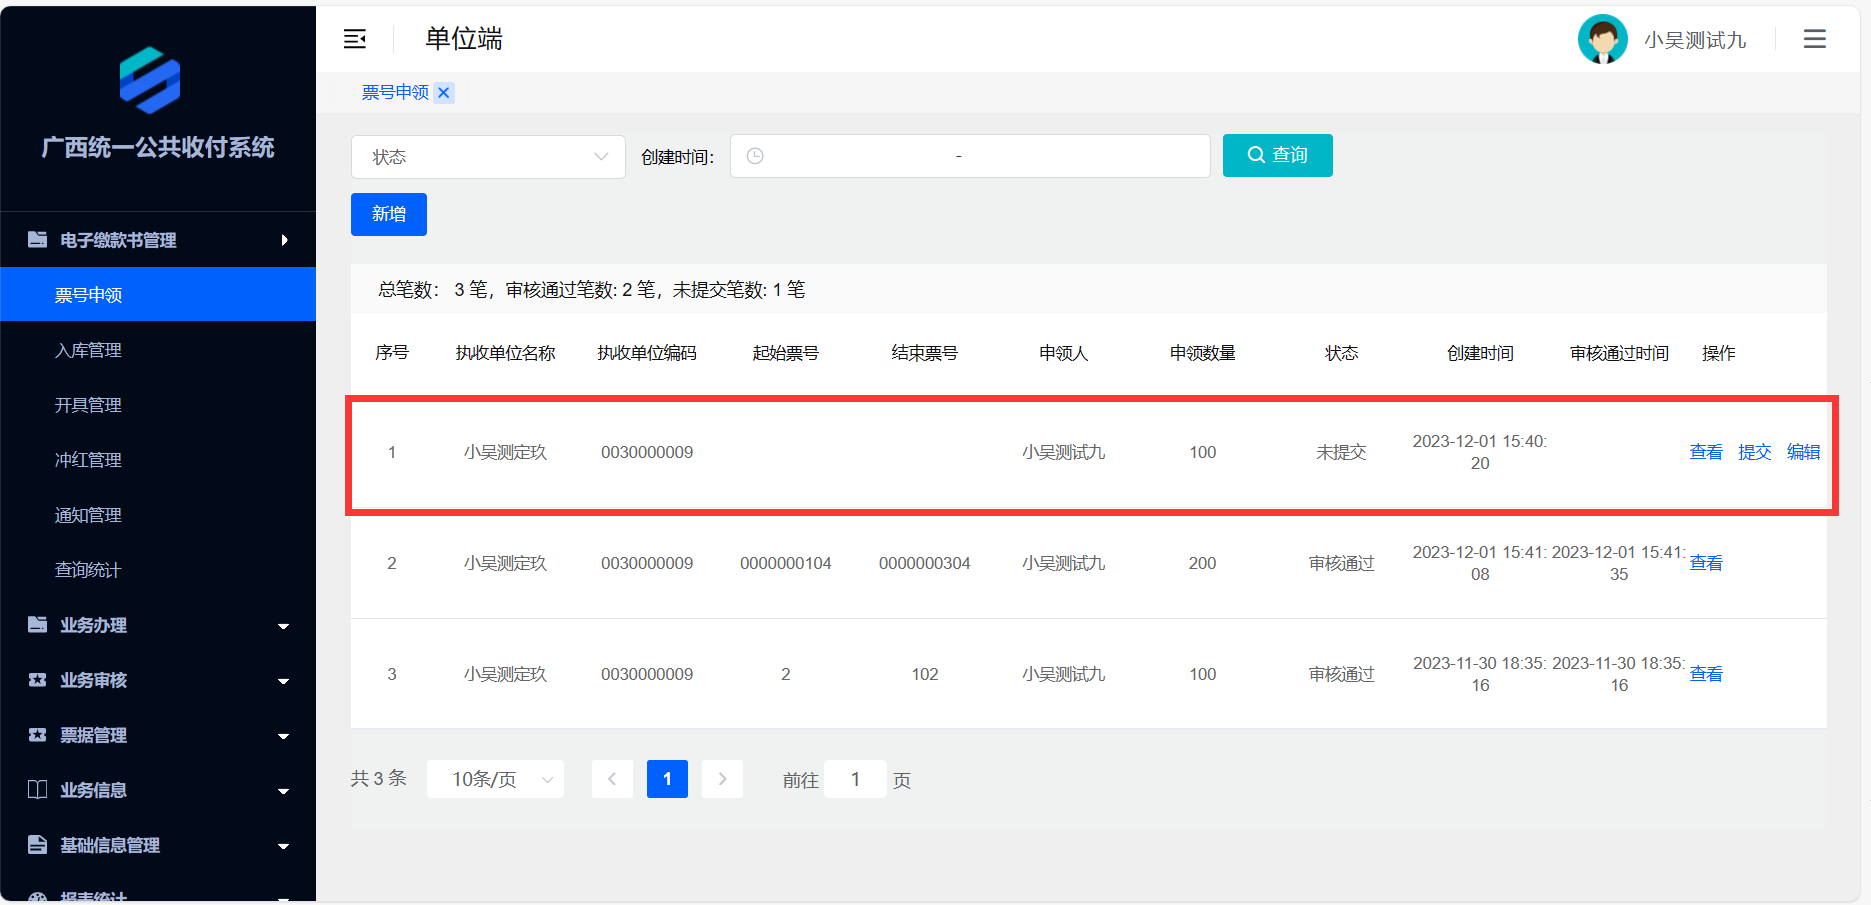 单位端
小吴测试九
广西统一公共收付系统
电子缴款书管理
票号申领
入库管理
开具管理
冲红管理
通知管理
查询统计
业务办理
业务审核
票据管理
业务信息
基础信息管理
报表统计
票号申领
状态 创建时间： - 查询
新增
总笔数： 3 笔，审核通过笔数: 2 笔，未提交笔数: 1 笔
序号 执收单位名称 执收单位编码 起始票号 结束票号 申领人 申领数量 状态 创建时间 审核通过时间 操作
1 小吴测定玖 0030000009 小吴测试九 100 未提交 2023-12-01 15:40:20 查看 提交 编辑
2 小吴测定玖 0030000009 0000000104 0000000304 小吴测试九 200 审核通过 2023-12-01 15:41:08 2023-12-01 15:41:35 查看
3 小吴测定玖 0030000009 2 102 小吴测试九 100 审核通过 2023-11-30 18:35:16 2023-11-30 18:35:16 查看
共 3 条 10条/页 1 前往 1 页